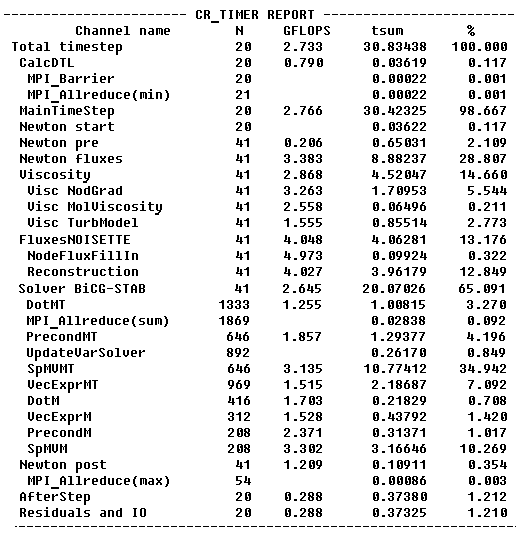 ------------------------ CR_TIMER REPORT -------------------------
Channel name N GFLOPS tsum %
Total timestep 20 2.733 30.83438 100.000
CalcDTL 20 0.790 0.03619 0.117
MPI_Barrier 20 0.00022 0.001
MPI_Allreduce(min) 21 0.00022 0.001
MainTimeStep 20 2.766 30.42325 98.667
Newton start 20 0.03622 0.117
Newton pre 41 0.206 0.65031 2.109
Newton fluxes 41 3.383 8.88237 28.807
Viscosity 41 2.868 4.52047 14.660
Visc NodGrad 41 3.263 1.70953 5.544
Visc MolViscosity 41 2.558 0.06496 0.211
Visc TurbModel 41 1.555 0.85514 2.773
FluxesNOISETTE 41 4.048 4.06281 13.176
NodeFluxFillIn 41 4.973 0.09924 0.322
Reconstruction 41 4.027 3.96179 12.849
Solver BiCG-STAB 41 2.645 20.07026 65.091
DotMT 1333 1.255 1.00815 3.270
MPI_Allreduce(sum) 1869 0.02838 0.092
PrecondMT 646 1.857 1.29377 4.196
UpdateVarSolver 892 0.26170 0.849
SpMVMT 646 3.135 10.77412 34.942
VecExprMT 969 1.515 2.18687 7.092
DotM 416 1.703 0.21829 0.708
VecExprM 312 1.528 0.43792 1.420
PrecondM 208 2.371 0.31371 1.017
SpMVM 208 3.302 3.16646 10.269
Newton post 41 1.209 0.10911 0.354
MPI_Allreduce(max) 54 0.00086 0.003
AfterStep 20 0.288 0.37380 1.212
Residuals and IO 20 0.288 0.37325 1.210
------------------------------------------------------------------